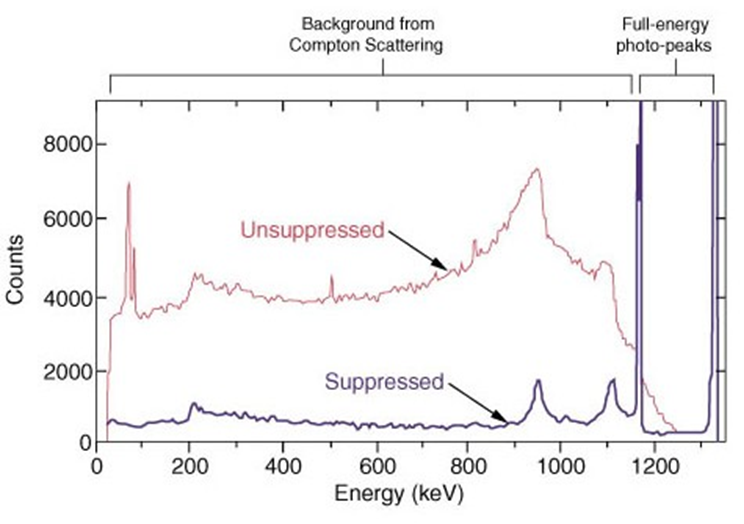 Background from
Compton Scattering
Full-energy
photo-peaks
8000
6000
4000
2000
0
Counts
Unsuppressed
Suppressed
0 200 400 600 800 1000 1200
Energy (keV)